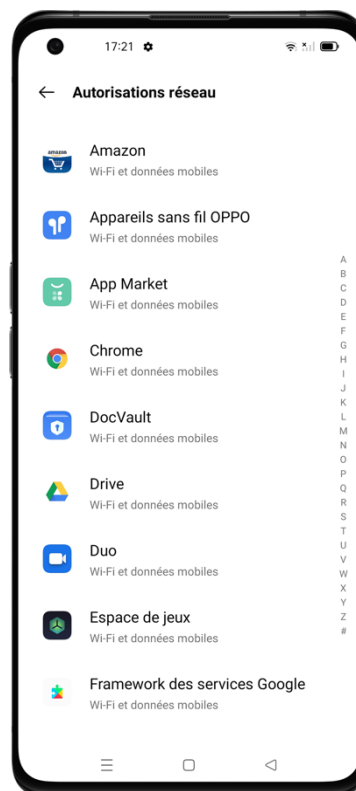 17:21
Autorisations réseau
amazon
Amazon
Wi-Fi et données mobiles
Appareils sans fil OPPO
Wi-Fi et données mobiles
App Market
Wi-Fi et données mobiles
Chrome
Wi-Fi et données mobiles
DocVault
Wi-Fi et données mobiles
Drive
Wi-Fi et données mobiles
Duo
Wi-Fi et données mobiles
Espace de jeux
Wi-Fi et données mobiles
Framework des services Google
Wi-Fi et données mobiles
A
B
C
D
E
F
G
H
I
J
K
L
M
N
O
P
Q
R
S
T
U
V
W
X
Y
Z
#